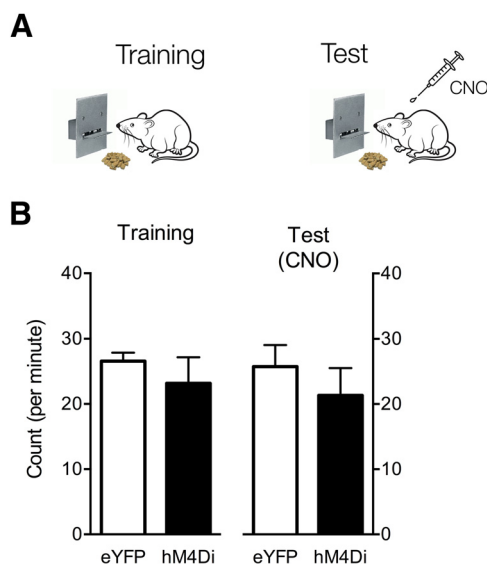 A
Training
Test
CNO
B
Training
Test
(CNO)
Count (per minute)
40
30
20
10
0
40
30
20
10
0
eYFP hM4Di
eYFP hM4Di